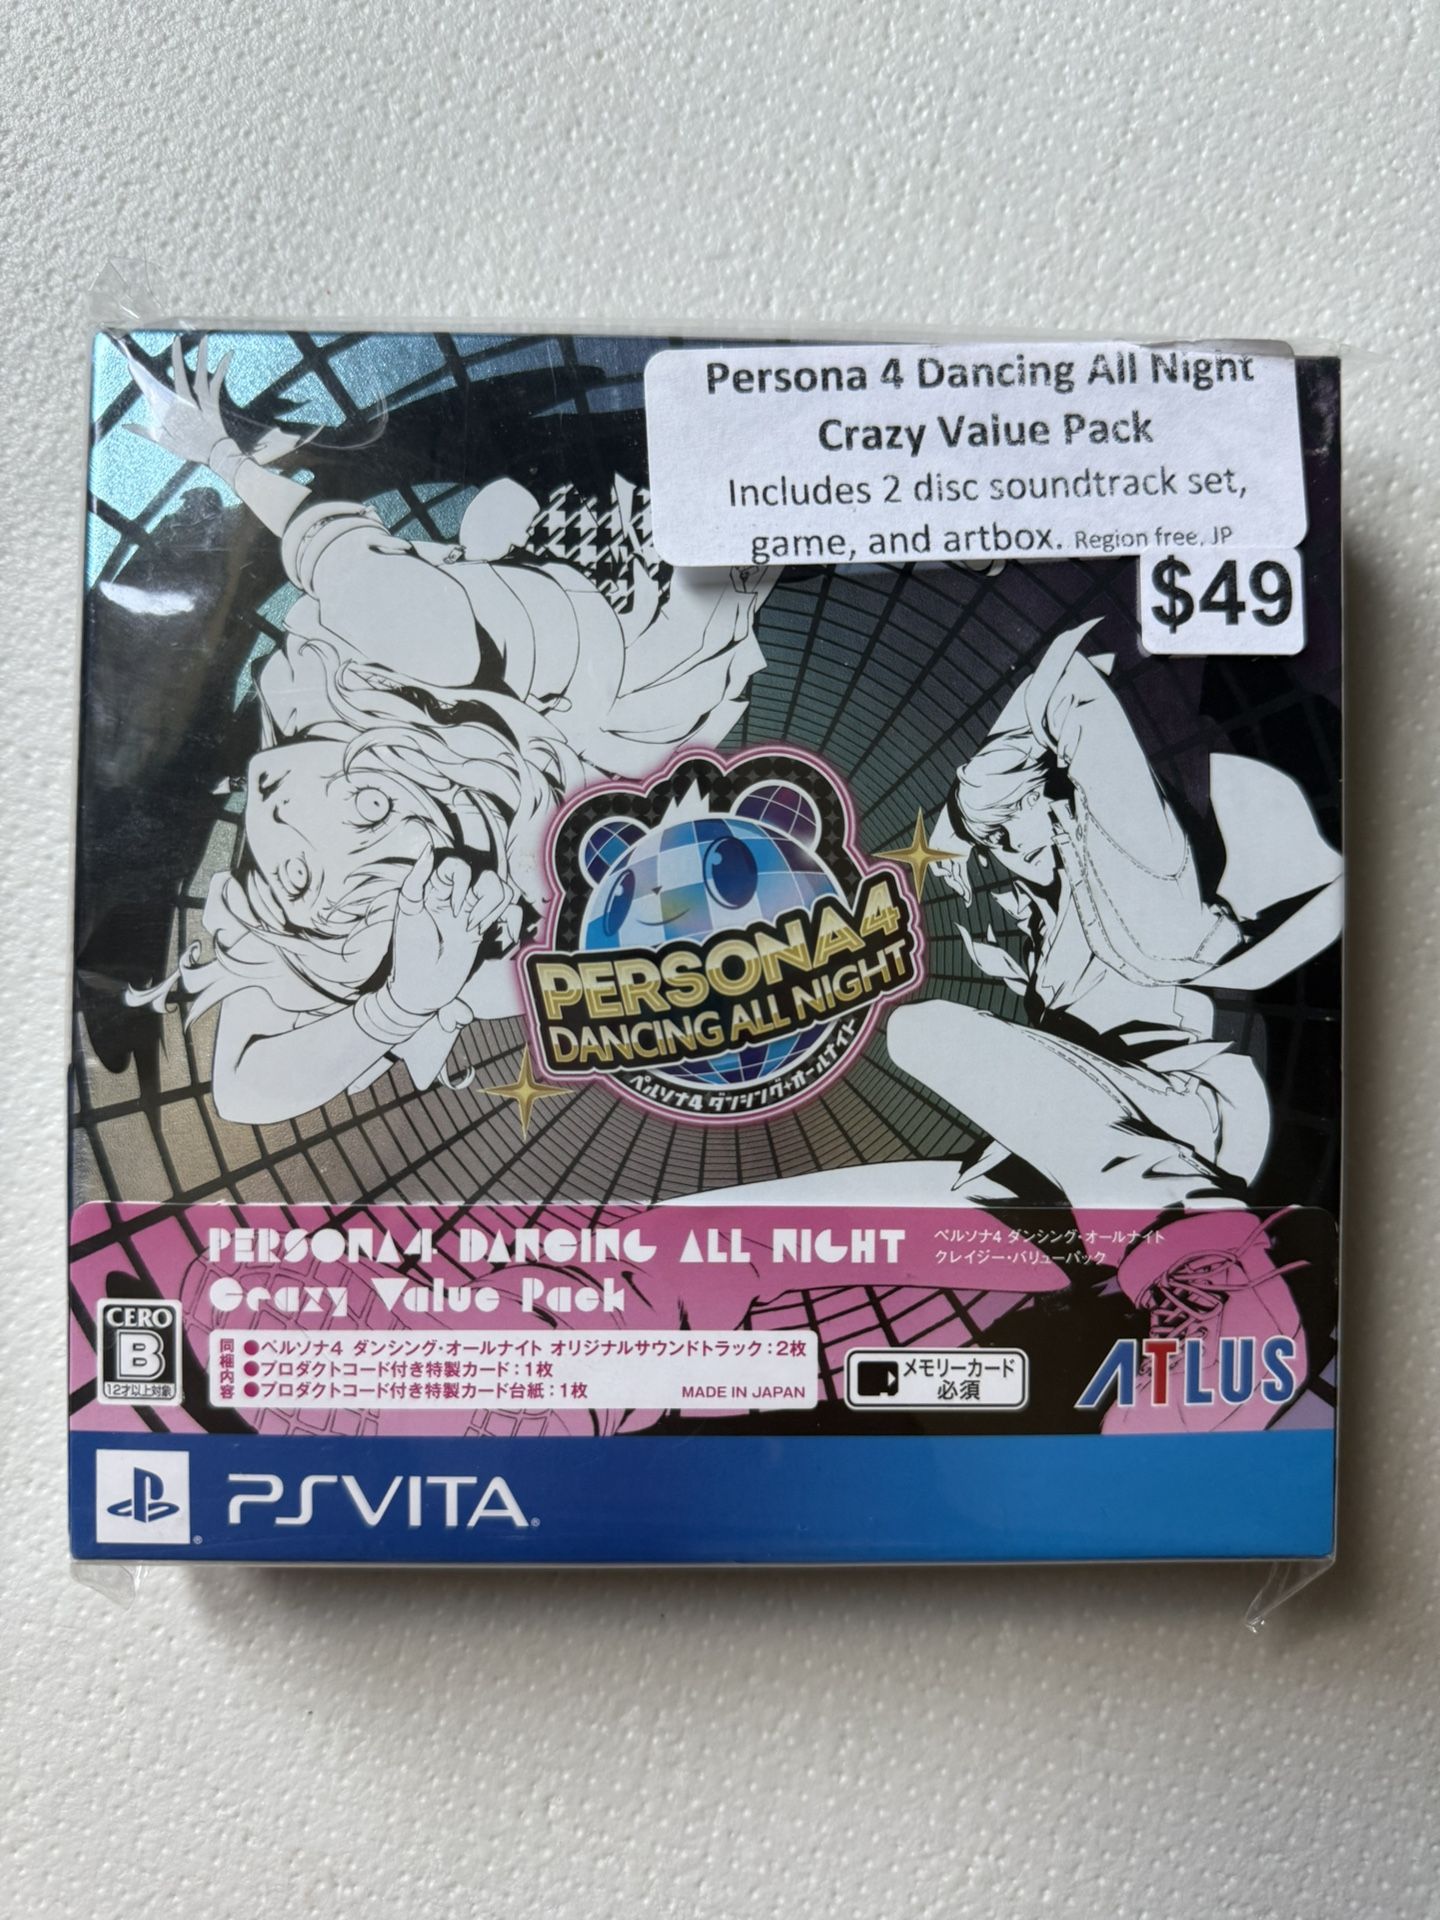 Persona 4 Dancing All Night
Crazy Value Pack
Includes 2 disc soundtrack set,
game, and artbox. Region free, JP
$49
PERSONA4
DANCING ALL NIGHT
ペルソナ4 ダンシング・オールナイト
PERSONA4 DANCING ALL NIGHT
Crazy Value Pack
ペルソナ4 ダンシング・オールナイト
クレイジー・バリューパック
CERO
B
12才以上対象
同梱内容
●ペルソナ4 ダンシング・オールナイト オリジナルサウンドトラック:2枚
●プロダクトコード付き特製カード:1枚
●プロダクトコード付き特製カード台紙:1枚
MADE IN JAPAN
メモリーカード
必須
ATLUS
PSVITA